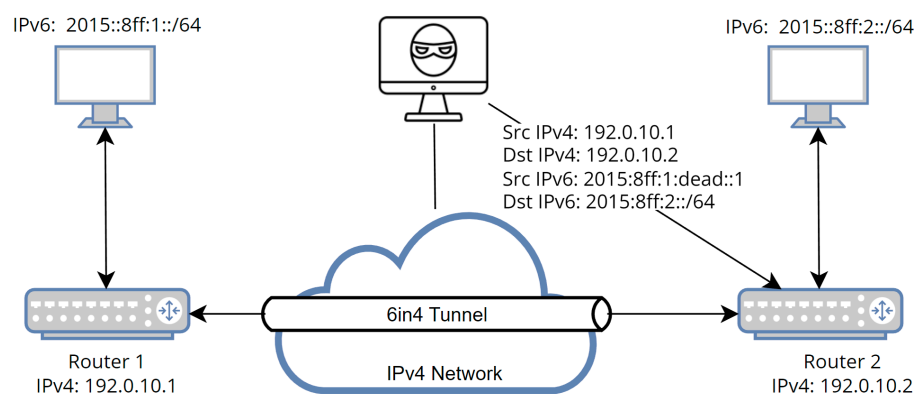 IPv6:  2015::8ff:1::/64
IPv6:  2015::8ff:2::/64
Src IPv4: 192.0.10.1
Dst IPv4: 192.0.10.2
Src IPv6: 2015:8ff:1:dead::1
Dst IPv6: 2015:8ff:2::/64
6in4 Tunnel
IPv4 Network
Router 1
IPv4: 192.0.10.1
Router 2
IPv4: 192.0.10.2